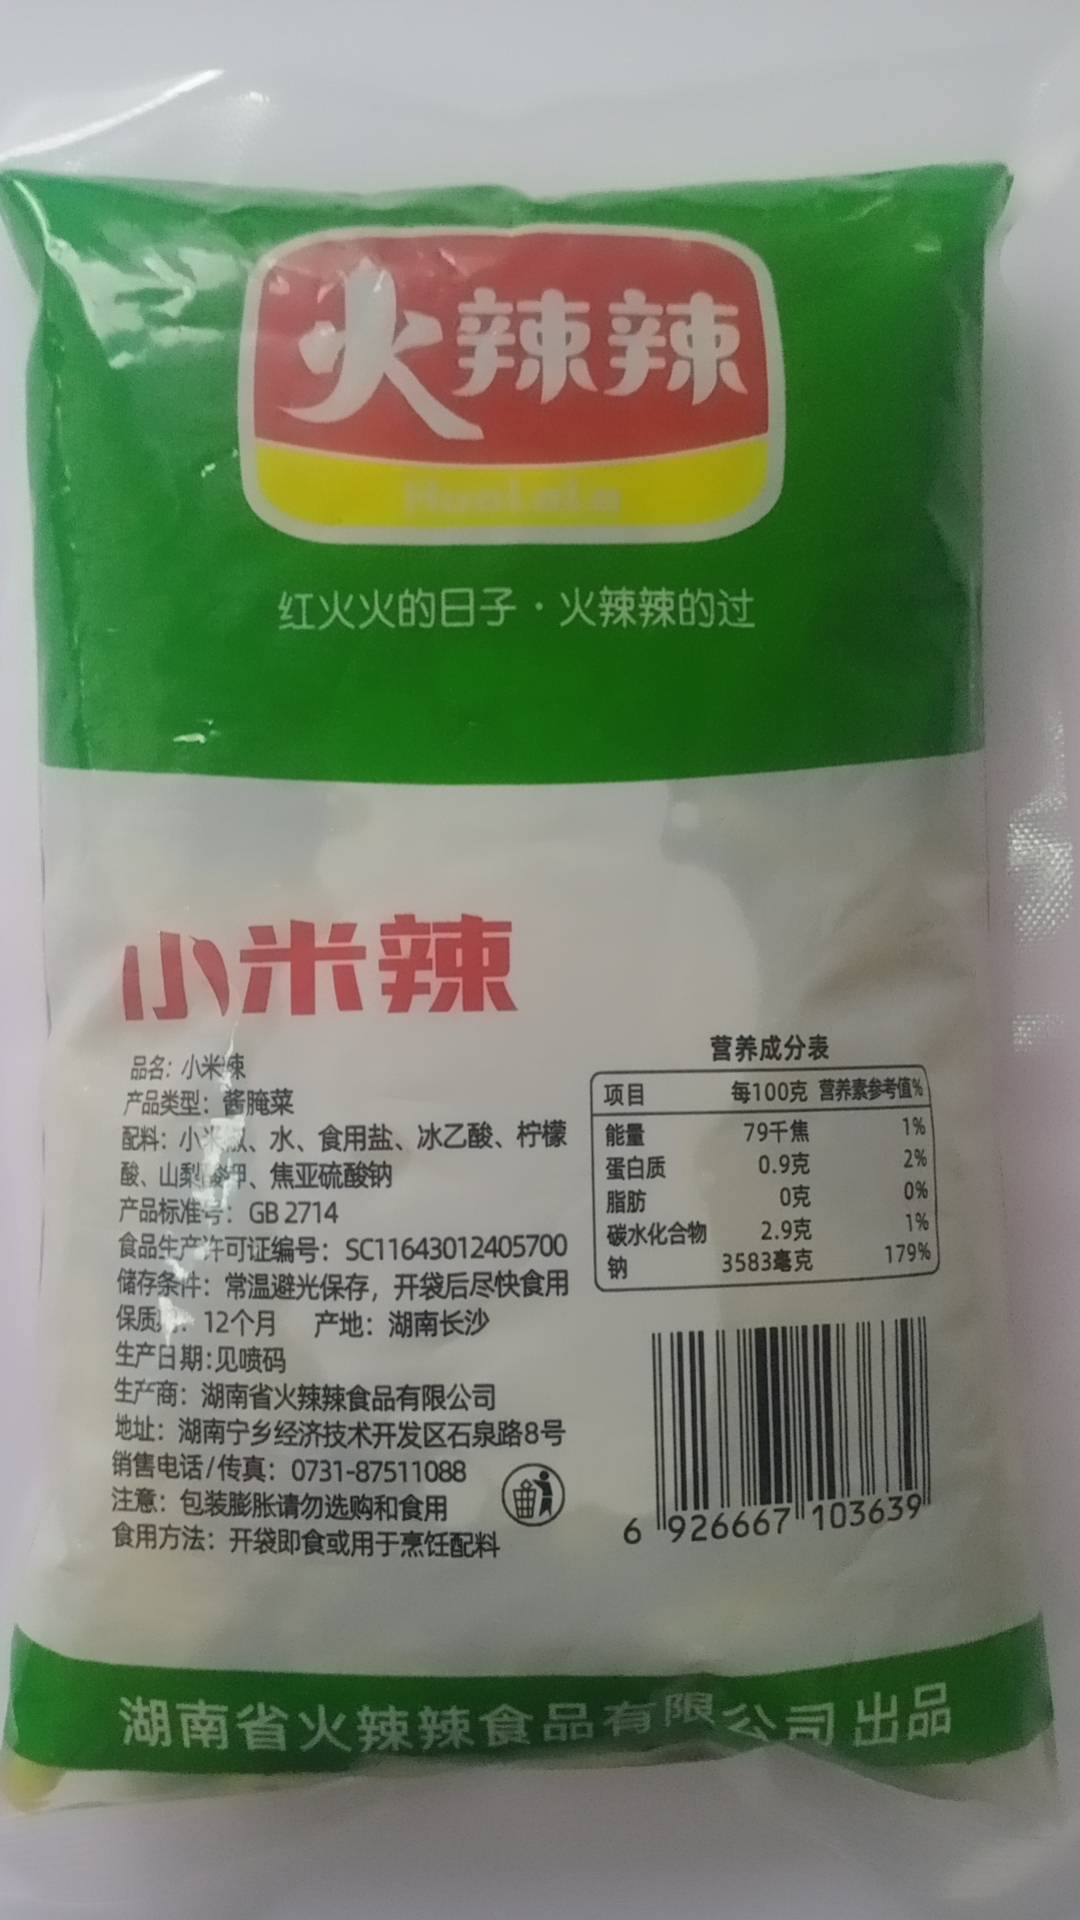 火辣辣
HuoLaLa
红火火的日子·火辣辣的过
小米辣
品名：小米辣
产品类型：酱腌菜
配料：小米椒、水、食用盐、冰乙酸、柠檬
酸、山梨酸钾、焦亚硫酸钠
产品标准号：GB 2714
食品生产许可证编号：SC11643012405700
储存条件：常温避光保存，开袋后尽快食用
保质期：12个月 产地：湖南长沙
生产日期：见喷码
生产商：湖南省火辣辣食品有限公司
地址：湖南宁乡经济技术开发区石泉路8号
销售电话/传真：0731-87511088
注意：包装膨胀请勿选购和食用
食用方法：开袋即食或用于烹饪配料
营养成分表
项目 每100克 营养素参考值%
能量 79千焦 1%
蛋白质 0.9克 2%
脂肪 0克 0%
碳水化合物 2.9克 1%
钠 3583毫克 179%
6 926667 103639
湖南省火辣辣食品有限公司出品